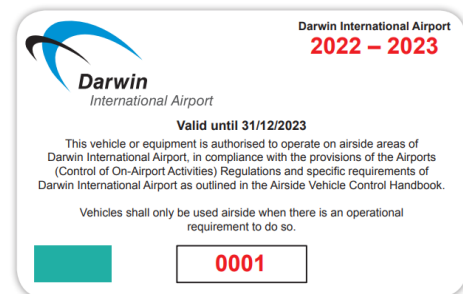 Darwin International Airport
2022 – 2023
Darwin
International Airport
Valid until 31/12/2023
This vehicle or equipment is authorised to operate on airside areas of
Darwin International Airport, in compliance with the provisions of the Airports
(Control of On-Airport Activities) Regulations and specific requirements of
Darwin International Airport as outlined in the Airside Vehicle Control Handbook.
Vehicles shall only be used airside when there is an operational
requirement to do so.
0001